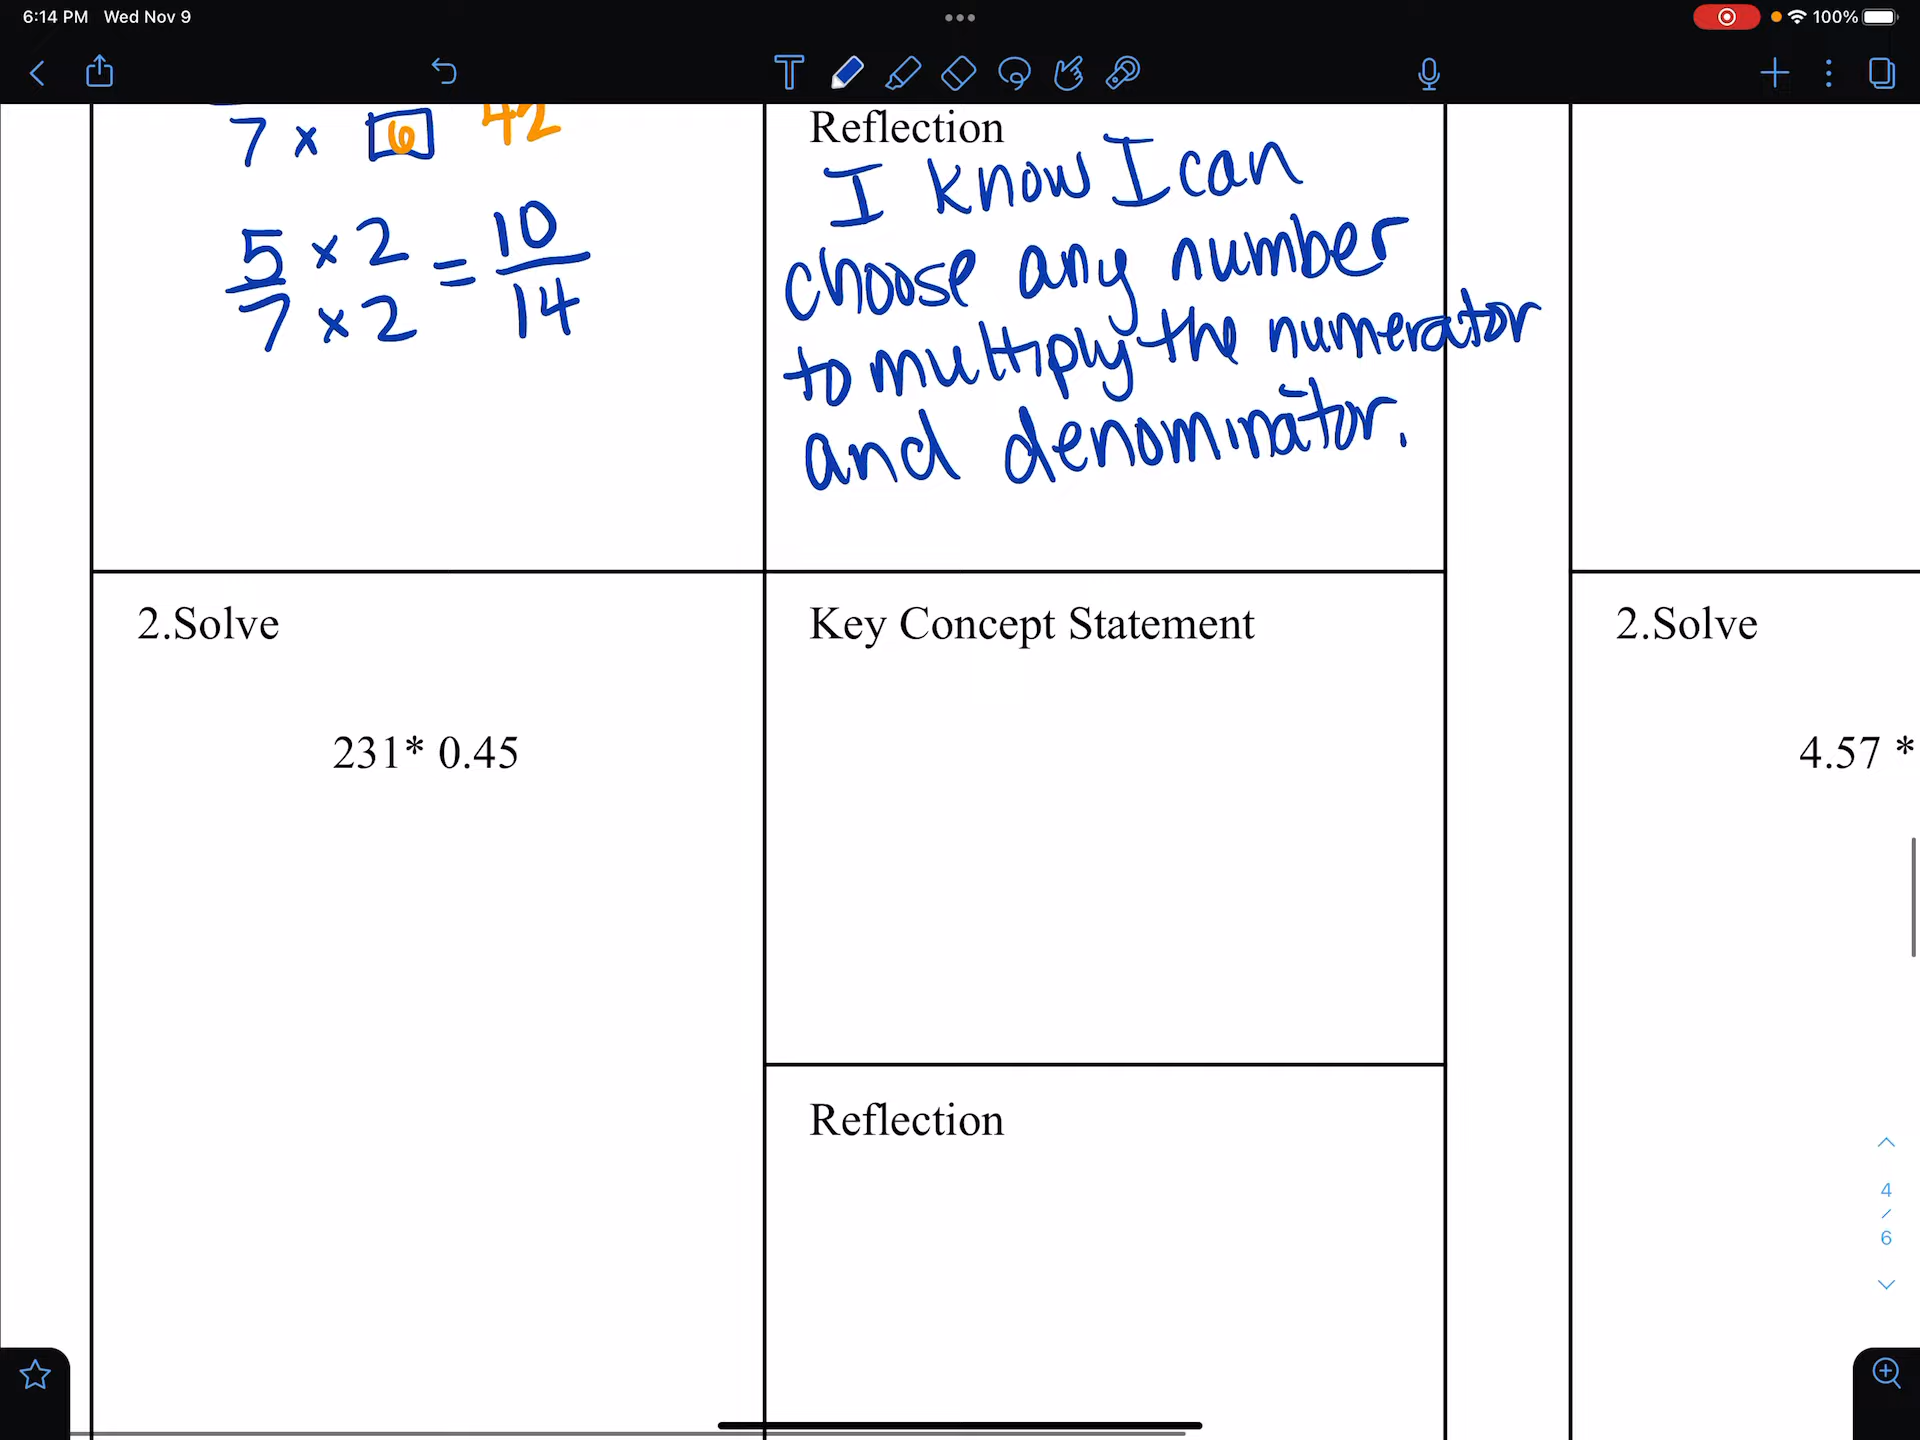 6:14 PM Wed Nov 9
100%
7 × 6 42
5 × 2 = 10
7 × 2 14
Reflection
I know I can
choose any number
to multiply the numerator
and denominator.
2.Solve
231* 0.45
Key Concept Statement
Reflection
2.Solve
4.57 *
4
/
6